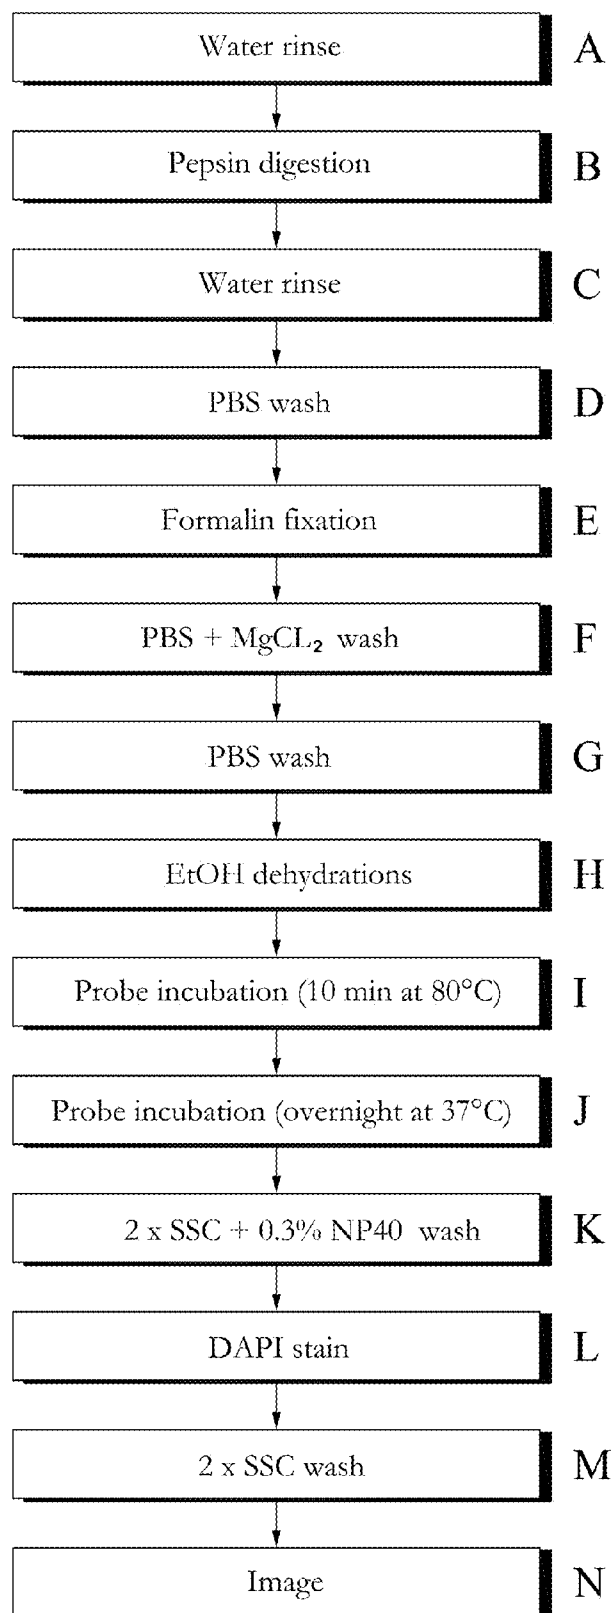 Water rinse A
Pepsin digestion B
Water rinse C
PBS wash D
Formalin fixation E
PBS + MgCL₂ wash F
PBS wash G
EtOH dehydrations H
Probe incubation (10 min at 80°C) I
Probe incubation (overnight at 37°C) J
2 x SSC + 0.3% NP40 wash K
DAPI stain L
2 x SSC wash M
Image N